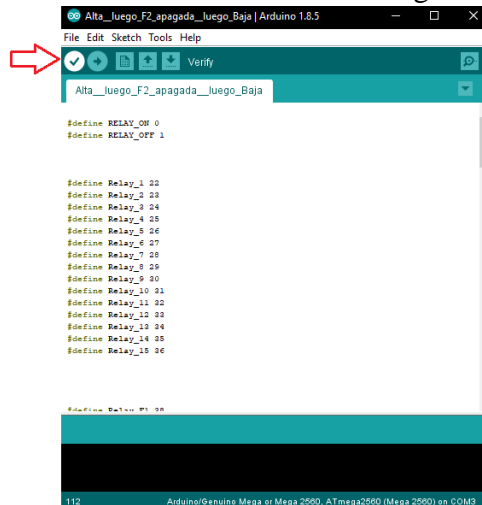 Alta__luego_F2_apagada__luego_Baja | Arduino 1.8.5
File Edit Sketch Tools Help
Verify
Alta__luego_F2_apagada__luego_Baja
#define RELAY_ON 0
#define RELAY_OFF 1
#define Relay_1 22
#define Relay_2 23
#define Relay_3 24
#define Relay_4 25
#define Relay_5 26
#define Relay_6 27
#define Relay_7 28
#define Relay_8 29
#define Relay_9 30
#define Relay_10 31
#define Relay_11 32
#define Relay_12 33
#define Relay_13 34
#define Relay_14 35
#define Relay_15 36
#define Relay_F1 38
112 Arduino/Genuino Mega or Mega 2560, ATmega2560 (Mega 2560) on COM3